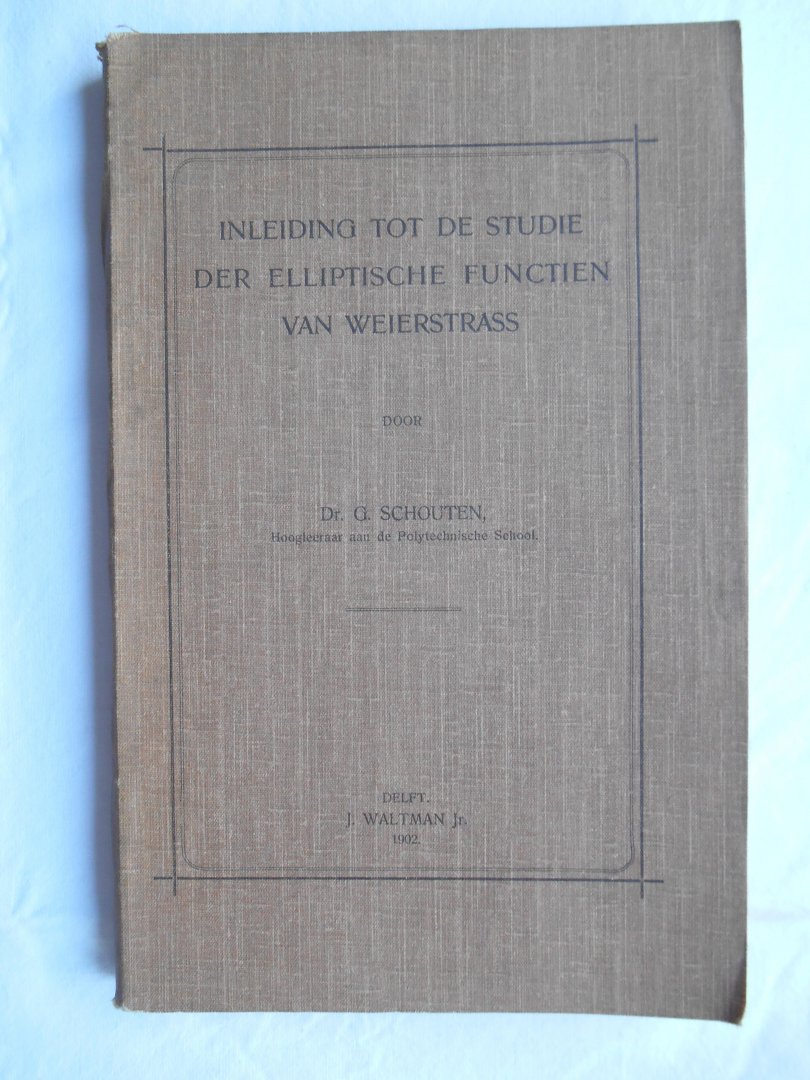 INLEIDING TOT DE STUDIE
DER ELLIPTISCHE FUNCTIEN
VAN WEIERSTRASS
DOOR
Dr. G. SCHOUTEN,
Hoogleeraar aan de Polytechnische School.
DELFT.
J. WALTMAN Jr.
1902.